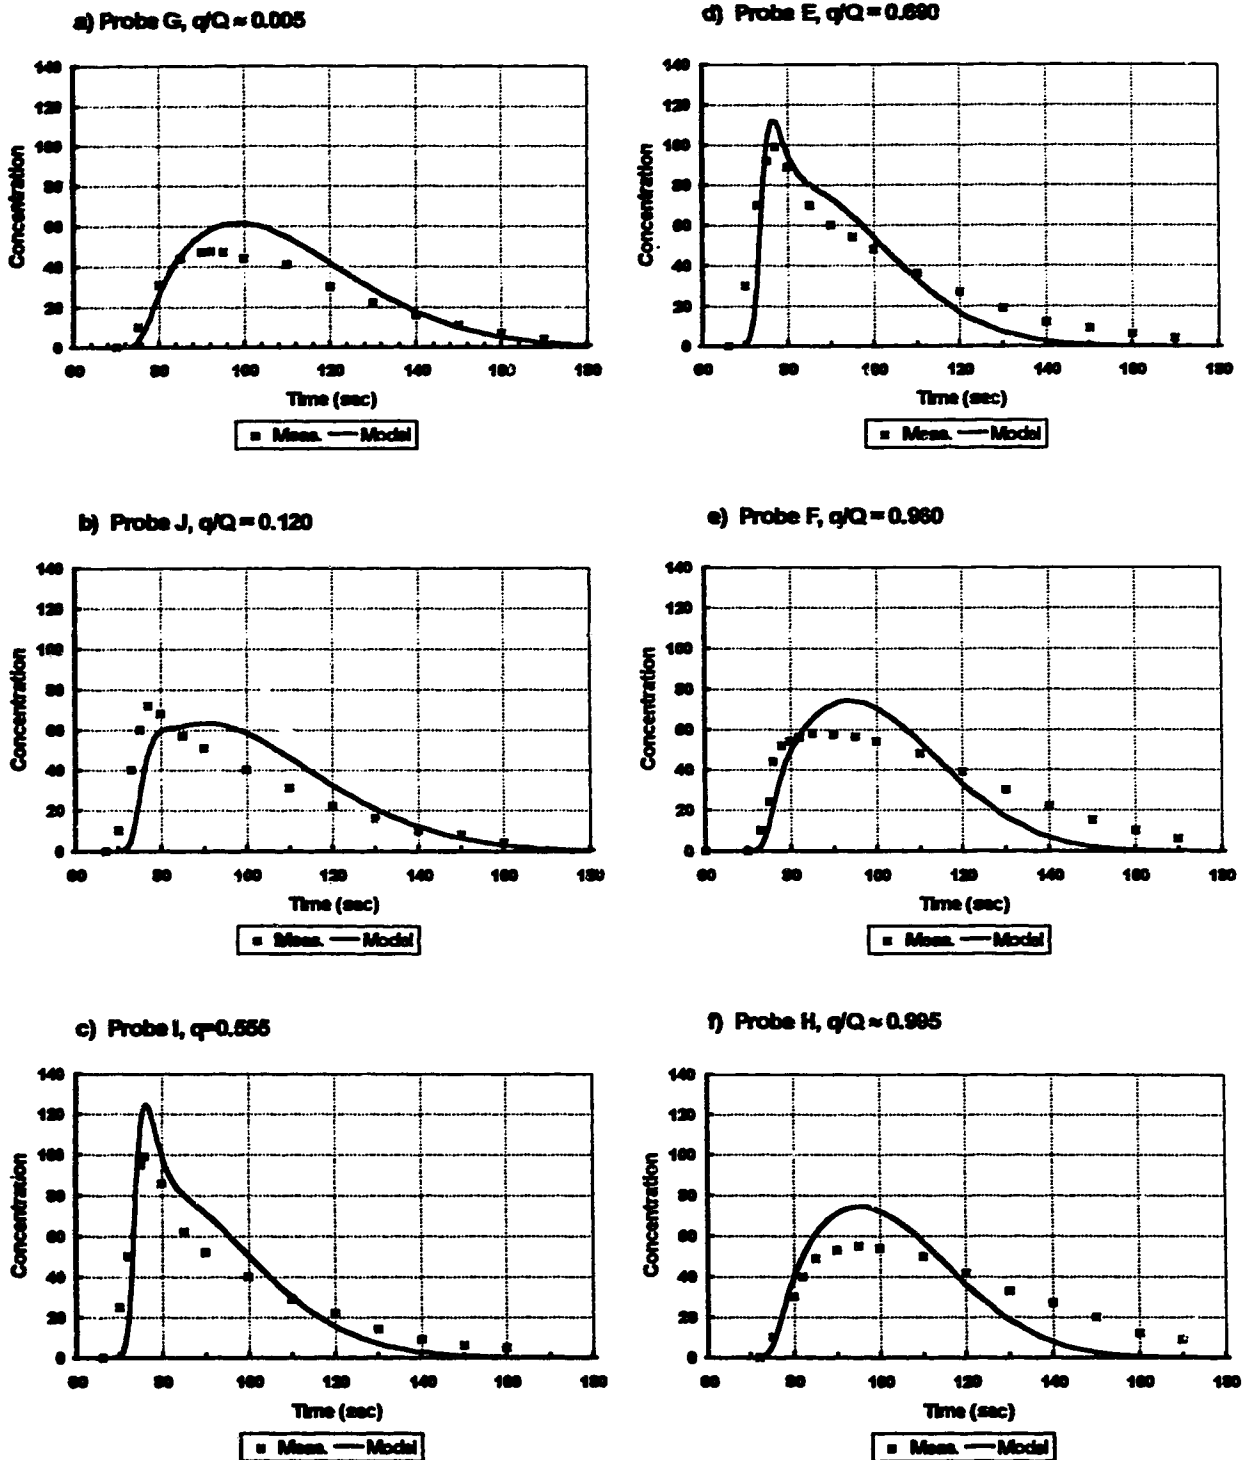 a) Probe G, q/Q ≈ 0.005
140
120
100
80
60
40
20
0
Concentration
60 80 100 120 140 160 180
Time (sec)
Meas. Model
b) Probe J, q/Q = 0.120
140
120
100
80
60
40
20
0
Concentration
60 80 100 120 140 160 180
Time (sec)
Meas. Model
c) Probe I, q=0.555
140
120
100
80
60
40
20
0
Concentration
60 80 100 120 140 160 180
Time (sec)
Meas. Model
d) Probe E, q/Q = 0.690
140
120
100
80
60
40
20
0
Concentration
60 80 100 120 140 160 180
Time (sec)
Meas. Model
e) Probe F, q/Q = 0.960
140
120
100
80
60
40
20
0
Concentration
60 80 100 120 140 160 180
Time (sec)
Meas. Model
f) Probe H, q/Q ≈ 0.995
140
120
100
80
60
40
20
0
Concentration
60 80 100 120 140 160 180
Time (sec)
Meas. Model